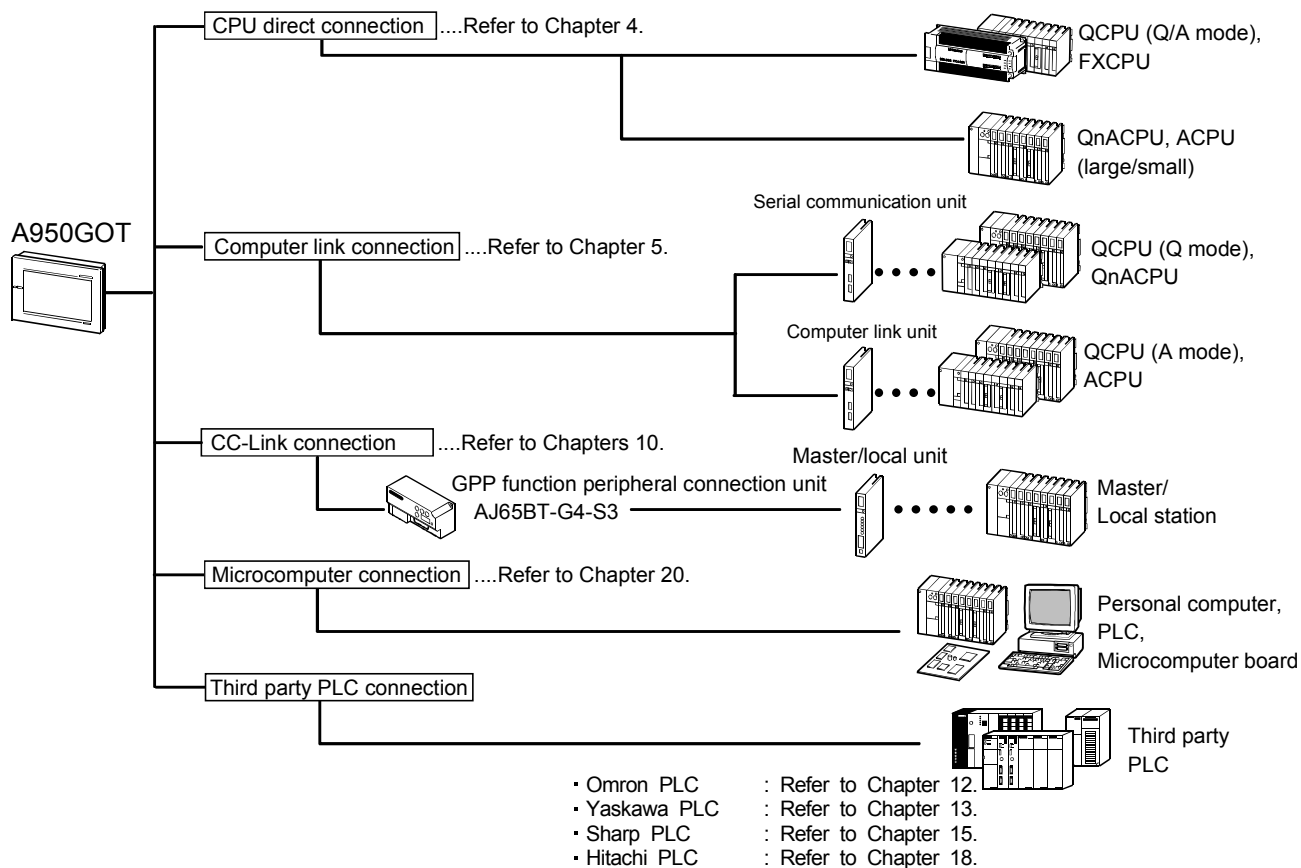 CPU direct connection ....Refer to Chapter 4.
QCPU (Q/A mode),
FXCPU
QnACPU, ACPU
(large/small)
A950GOT
Serial communication unit
Computer link connection ....Refer to Chapter 5.
QCPU (Q mode),
QnACPU
Computer link unit
QCPU (A mode),
ACPU
CC-Link connection ....Refer to Chapters 10.
Master/local unit
GPP function peripheral connection unit
AJ65BT-G4-S3
Master/
Local station
Microcomputer connection ....Refer to Chapter 20.
Personal computer,
PLC,
Microcomputer board
Third party PLC connection
Third party
PLC
· Omron PLC : Refer to Chapter 12.
· Yaskawa PLC : Refer to Chapter 13.
· Sharp PLC : Refer to Chapter 15.
· Hitachi PLC : Refer to Chapter 18.